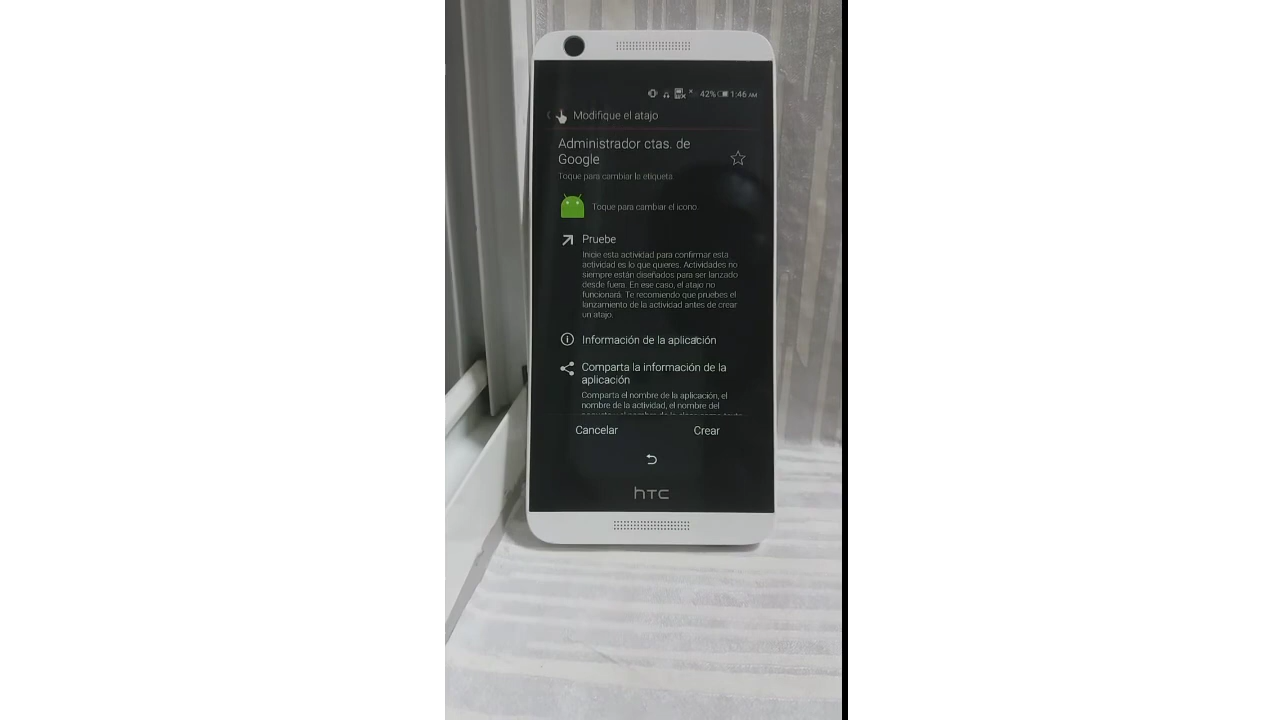 42% 1:46 AM
Modifique el atajo
Administrador ctas. de
Google
Toque para cambiar la etiqueta.
Toque para cambiar el icono.
Pruebe
Inicie esta actividad para confirmar esta
actividad es lo que quieres. Actividades no
siempre están diseñados para ser lanzado
desde fuera. En ese caso, el atajo no
funcionará. Te recomiendo que pruebes el
lanzamiento de la actividad antes de crear
un atajo.
Información de la aplicación
Comparta la información de la
aplicación
Comparta el nombre de la aplicación, el
nombre de la actividad, el nombre del
Cancelar Crear
hTC